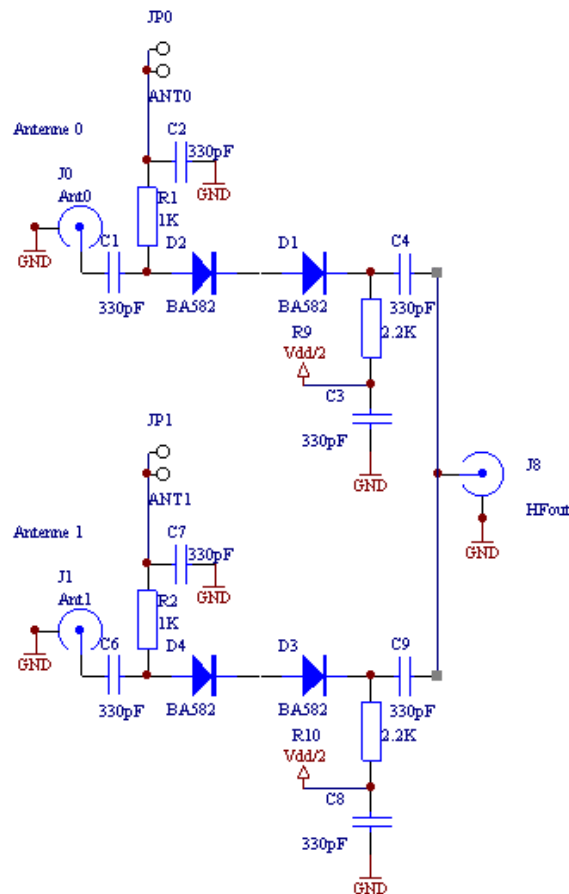 JP0
ANT0
Antenne 0
C2
330pF
GND
J0
Ant0
R1
1K
GND
C1
330pF
D2
BA582
D1
BA582
C4
330pF
R9
2.2K
Vdd/2
C3
330pF
GND
JP1
ANT1
J8
HFout
GND
Antenne 1
C7
330pF
GND
J1
Ant1
R2
1K
GND
C6
330pF
D4
BA582
D3
BA582
C9
330pF
R10
2.2K
Vdd/2
C8
330pF
GND